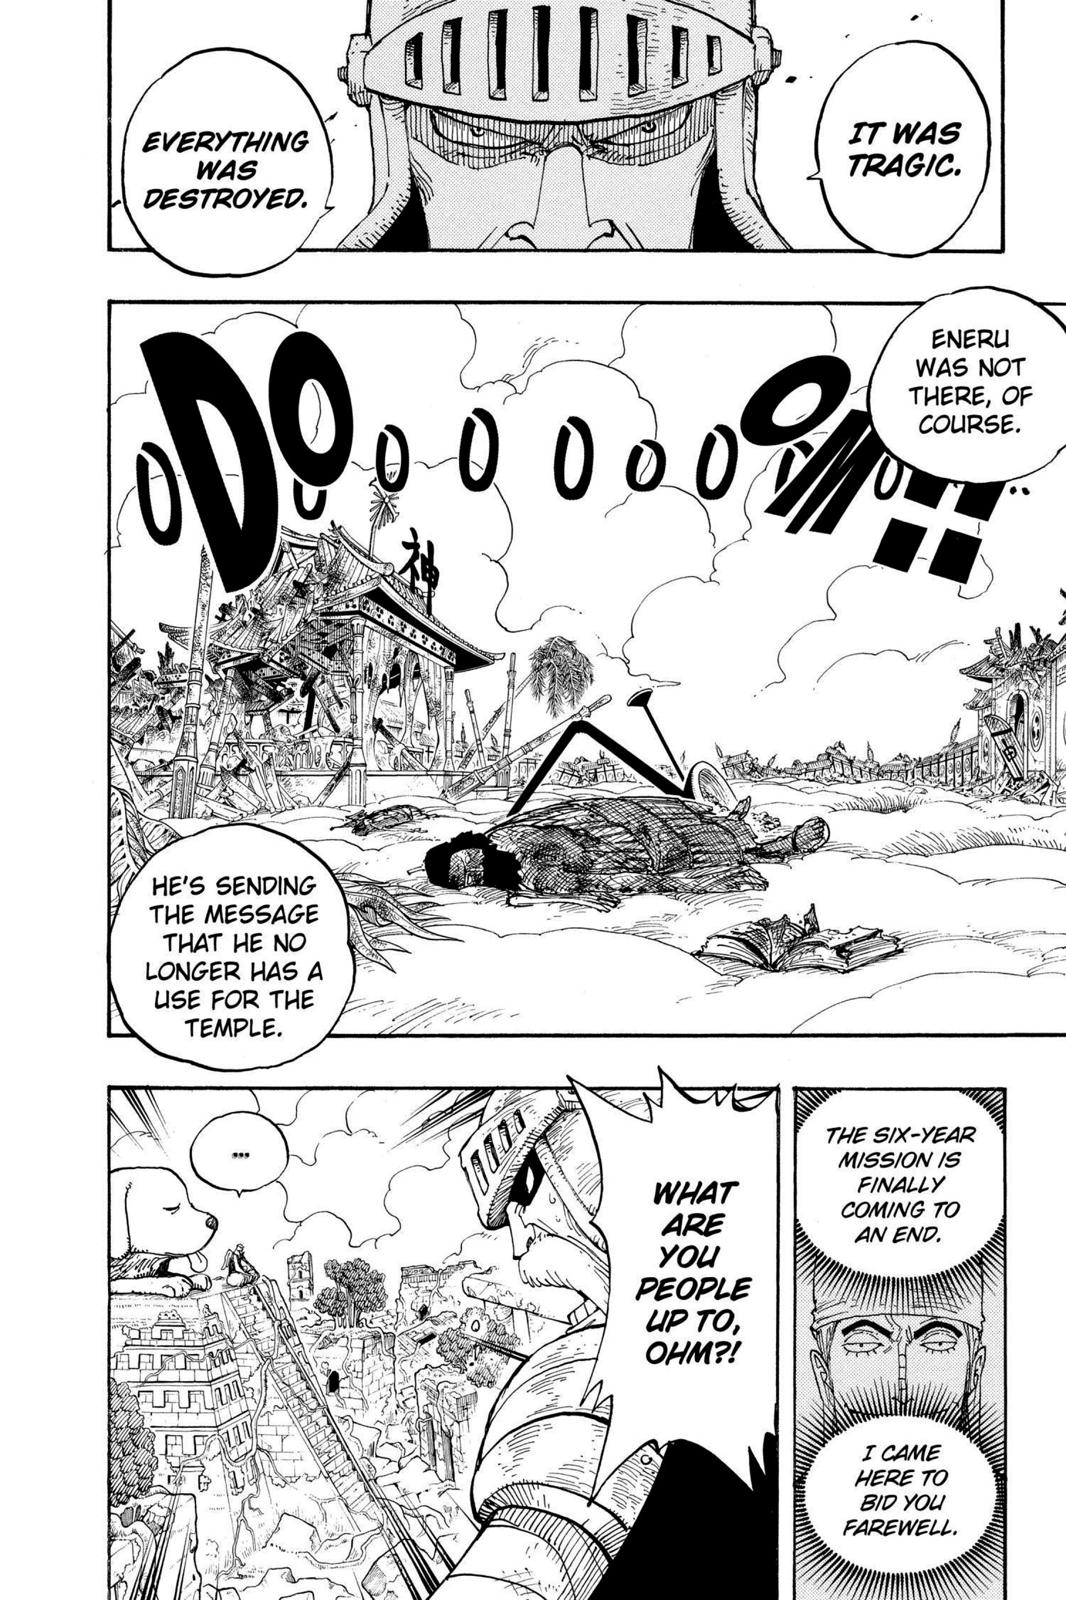 IT WAS
TRAGIC.
EVERYTHING
WAS
DESTROYED.
ENERU
WAS NOT
THERE, OF
COURSE.
DOOOOOOOOOOM!!
神
HE'S SENDING
THE MESSAGE
THAT HE NO
LONGER HAS A
USE FOR THE
TEMPLE.
THE SIX-YEAR
MISSION IS
FINALLY
COMING TO
AN END.
I CAME
HERE TO
BID YOU
FAREWELL.
WHAT
ARE
YOU
PEOPLE
UP TO,
OHM?!
...